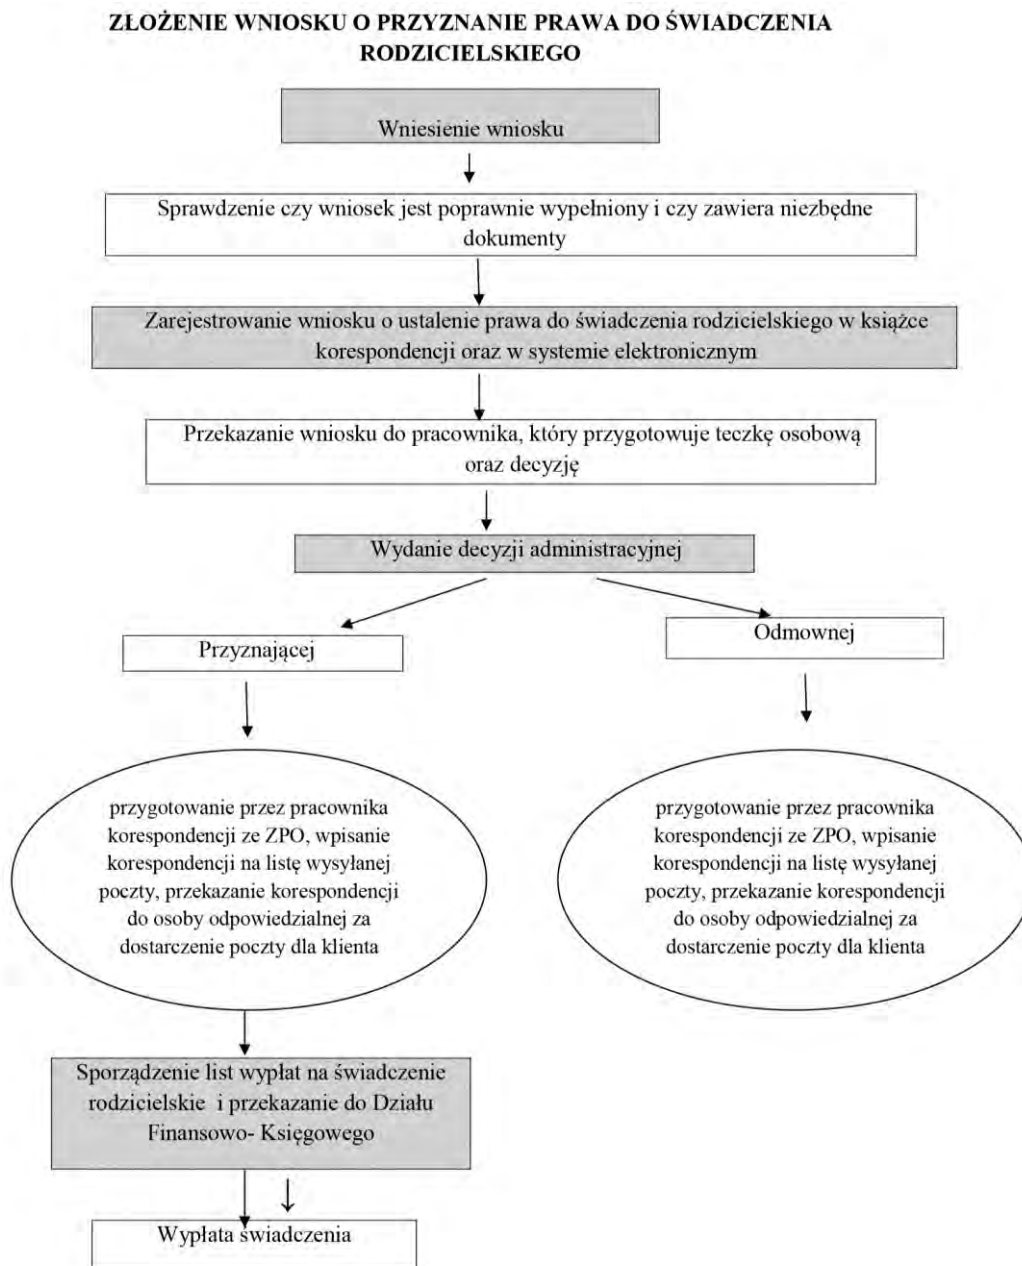 ZŁOŻENIE WNIOSKU O PRZYZNANIE PRAWA DO ŚWIADCZENIA
RODZICIELSKIEGO
Wniesienie wniosku
Sprawdzenie czy wniosek jest poprawnie wypełniony i czy zawiera niezbędne
dokumenty
Zarejestrowanie wniosku o ustalenie prawa do świadczenia rodzicielskiego w książce
korespondencji oraz w systemie elektronicznym
Przekazanie wniosku do pracownika, który przygotowuje teczkę osobową
oraz decyzję
Wydanie decyzji administracyjnej
Przyznającej
Odmownej
przygotowanie przez pracownika
korespondencji ze ZPO, wpisanie
korespondencji na listę wysyłanej
poczty, przekazanie korespondencji
do osoby odpowiedzialnej za
dostarczenie poczty dla klienta
przygotowanie przez pracownika
korespondencji ze ZPO, wpisanie
korespondencji na listę wysyłanej
poczty, przekazanie korespondencji
do osoby odpowiedzialnej za
dostarczenie poczty dla klienta
Sporządzenie list wypłat na świadczenie
rodzicielskie i przekazanie do Działu
Finansowo- Księgowego
Wypłata świadczenia